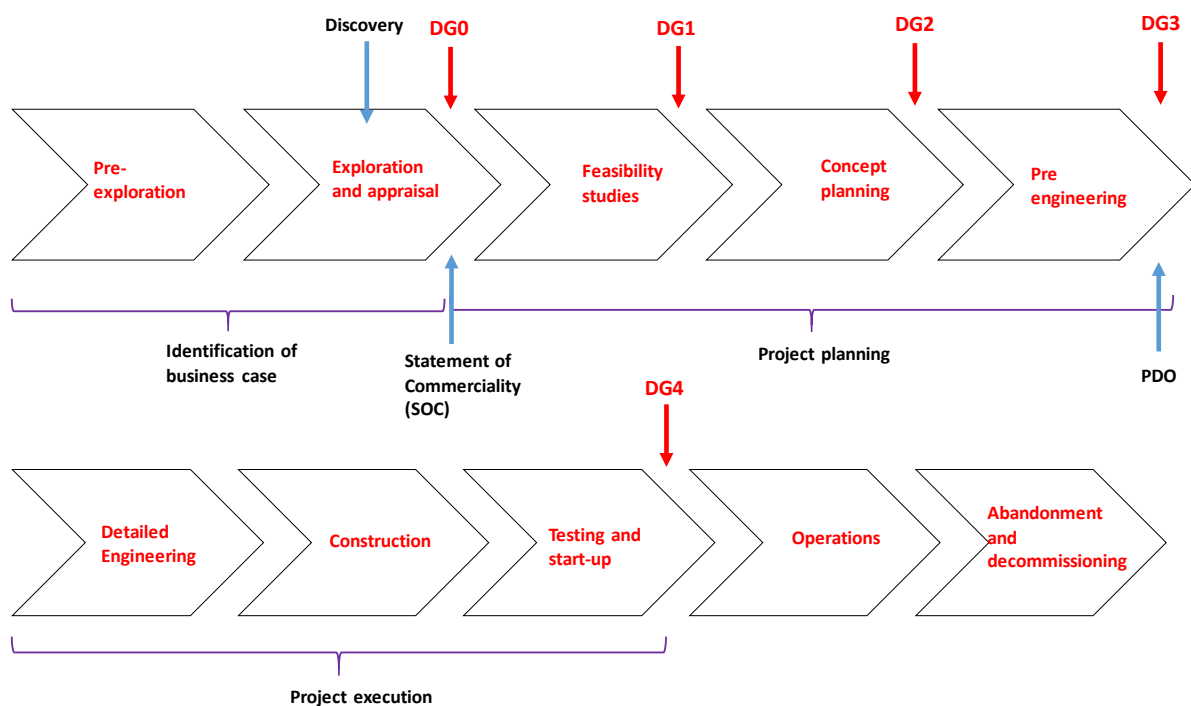 Discovery
DG0
DG1
DG2
DG3
Pre-
exploration
Exploration
and appraisal
Feasibility
studies
Concept
planning
Pre
engineering
Identification of
business case
Statement of
Commerciality
(SOC)
Project planning
PDO
DG4
Detailed
Engineering
Construction
Testing and
start-up
Operations
Abandonment
and
decommissioning
Project execution